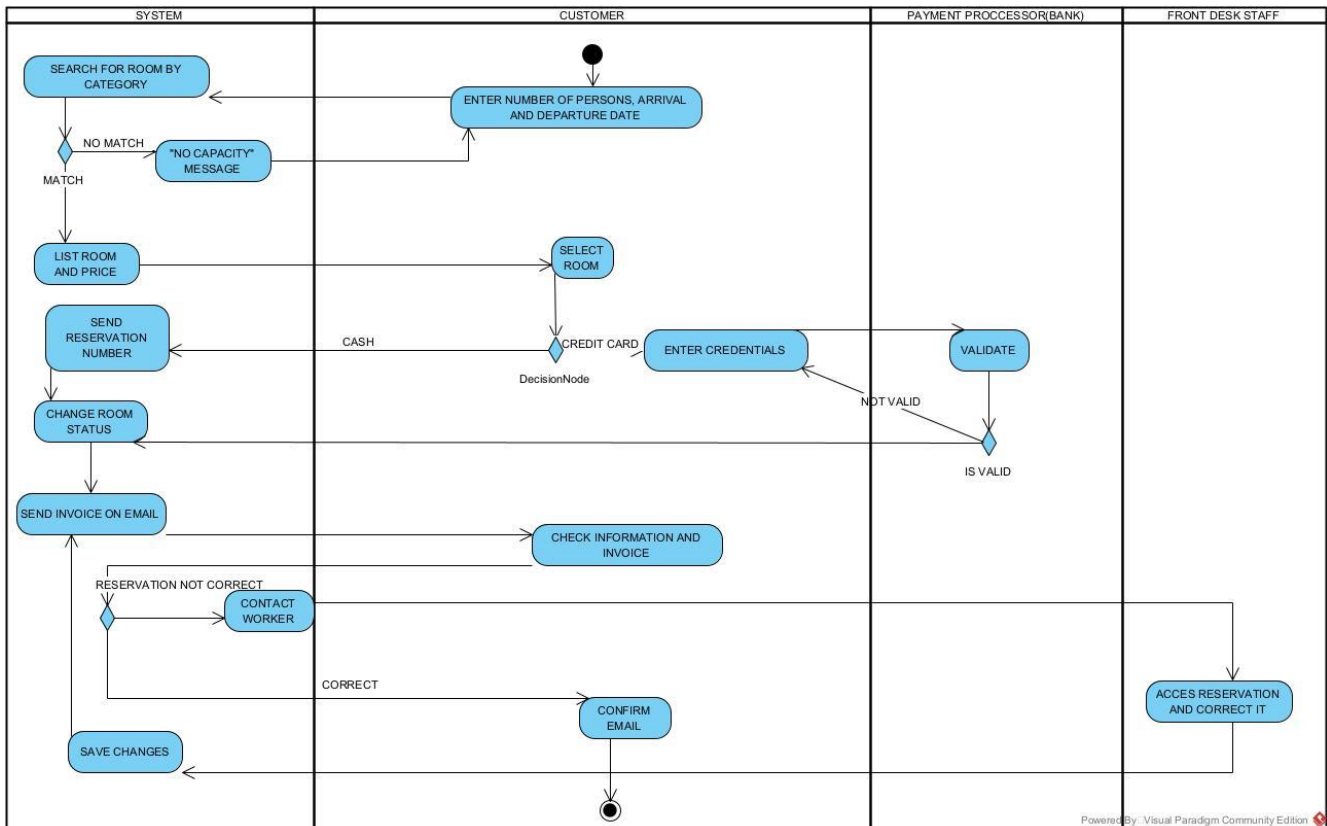 SYSTEM
CUSTOMER
PAYMENT PROCCESSOR(BANK)
FRONT DESK STAFF
SEARCH FOR ROOM BY
CATEGORY
ENTER NUMBER OF PERSONS, ARRIVAL
AND DEPARTURE DATE
NO MATCH
"NO CAPACITY"
MESSAGE
MATCH
LIST ROOM
AND PRICE
SELECT
ROOM
SEND
RESERVATION
NUMBER
CASH
CREDIT CARD
DecisionNode
ENTER CREDENTIALS
VALIDATE
NOT VALID
CHANGE ROOM
STATUS
IS VALID
SEND INVOICE ON EMAIL
CHECK INFORMATION AND
INVOICE
RESERVATION NOT CORRECT
CONTACT
WORKER
CORRECT
CONFIRM
EMAIL
ACCES RESERVATION
AND CORRECT IT
SAVE CHANGES
Powered By Visual Paradigm Community Edition